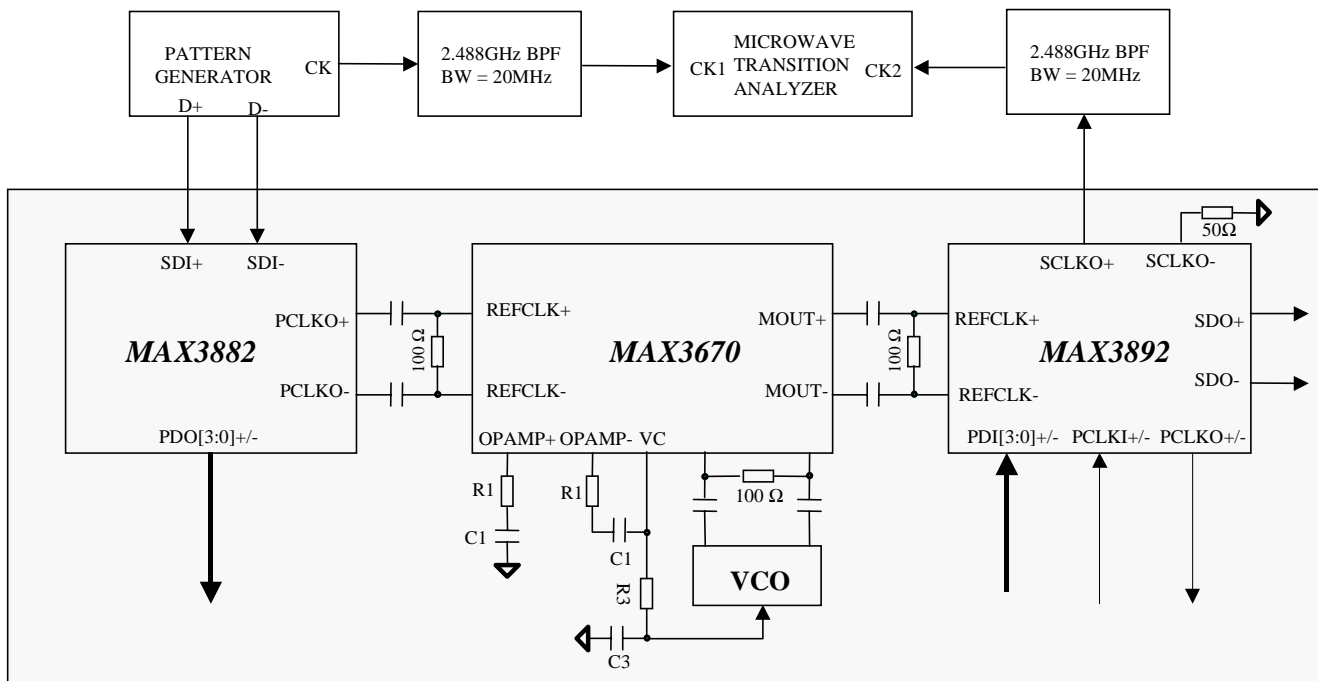 PATTERN
GENERATOR
CK
D+
D-
2.488GHz BPF
BW = 20MHz
CK1
MICROWAVE
TRANSITION
ANALYZER
CK2
2.488GHz BPF
BW = 20MHz
50Ω
SDI+
SDI-
PCLKO+
MAX3882
PCLKO-
PDO[3:0]+/-
100 Ω
REFCLK+
MOUT+
MAX3670
REFCLK-
MOUT-
OPAMP+
OPAMP-
VC
100 Ω
SCLKO+
SCLKO-
REFCLK+
SDO+
MAX3892
SDO-
REFCLK-
PDI[3:0]+/-
PCLKI+/-
PCLKO+/-
R1
C1
R1
C1
R3
C3
100 Ω
VCO